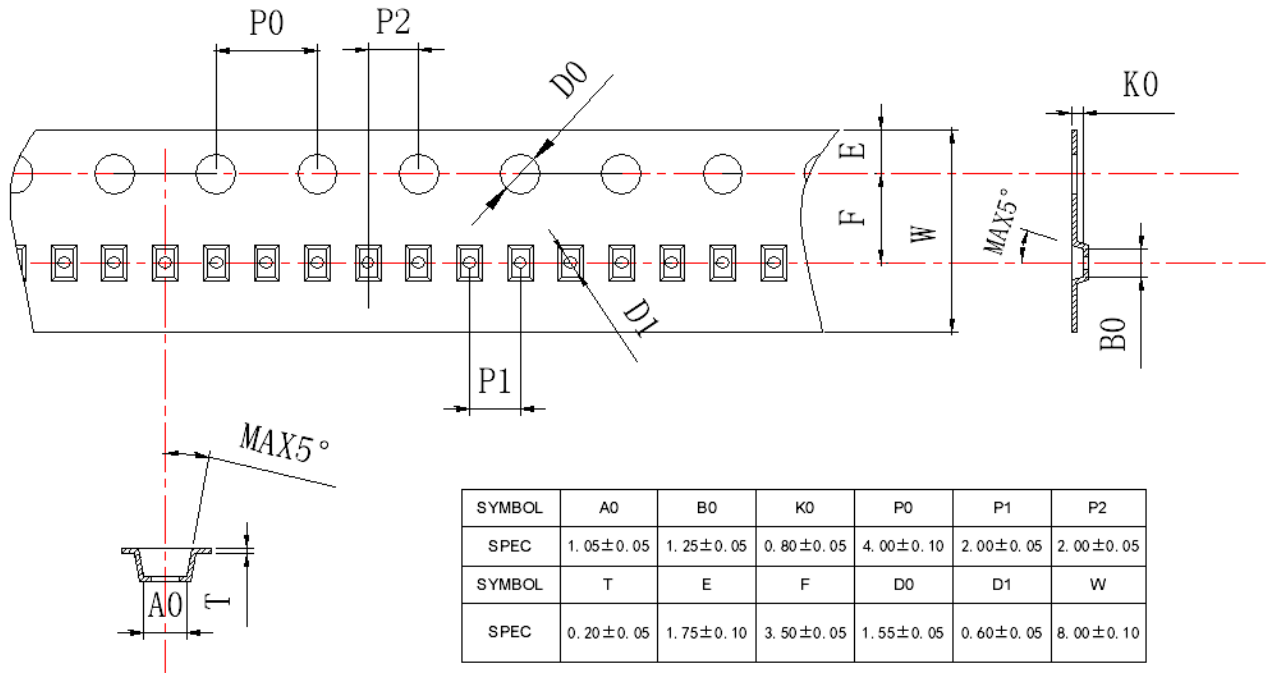 P0
P2
D0
K0
E
F
W
MAX5°
B0
D1
P1
MAX5°
A0
T
SYMBOL A0 B0 K0 P0 P1 P2
SPEC 1.05±0.05 1.25±0.05 0.80±0.05 4.00±0.10 2.00±0.05 2.00±0.05
SYMBOL T E F D0 D1 W
SPEC 0.20±0.05 1.75±0.10 3.50±0.05 1.55±0.05 0.60±0.05 8.00±0.10